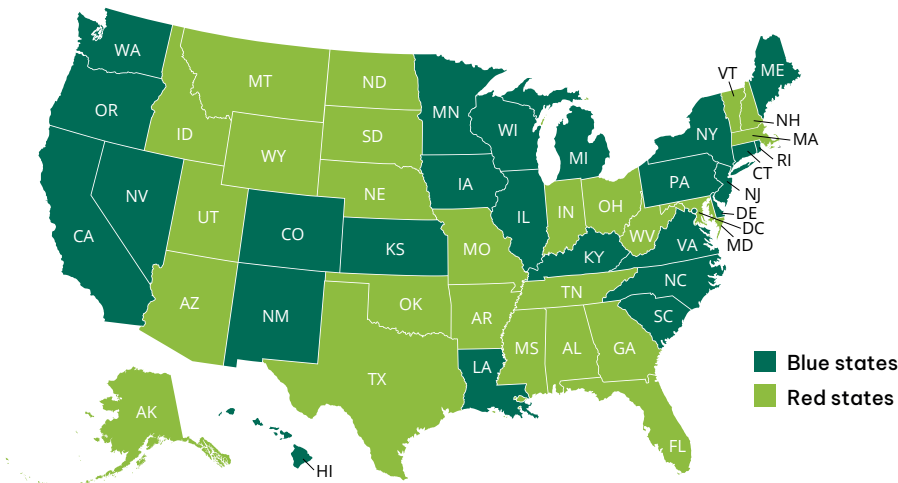 WA
OR
CA
NV
ID
MT
WY
UT
AZ
CO
NM
ND
SD
NE
KS
OK
TX
MN
IA
MO
AR
LA
WI
IL
MI
IN
OH
KY
TN
MS
AL
GA
FL
SC
NC
VA
WV
PA
NY
VT
ME
NH
MA
RI
CT
NJ
DE
DC
MD
AK
HI
Blue states
Red states